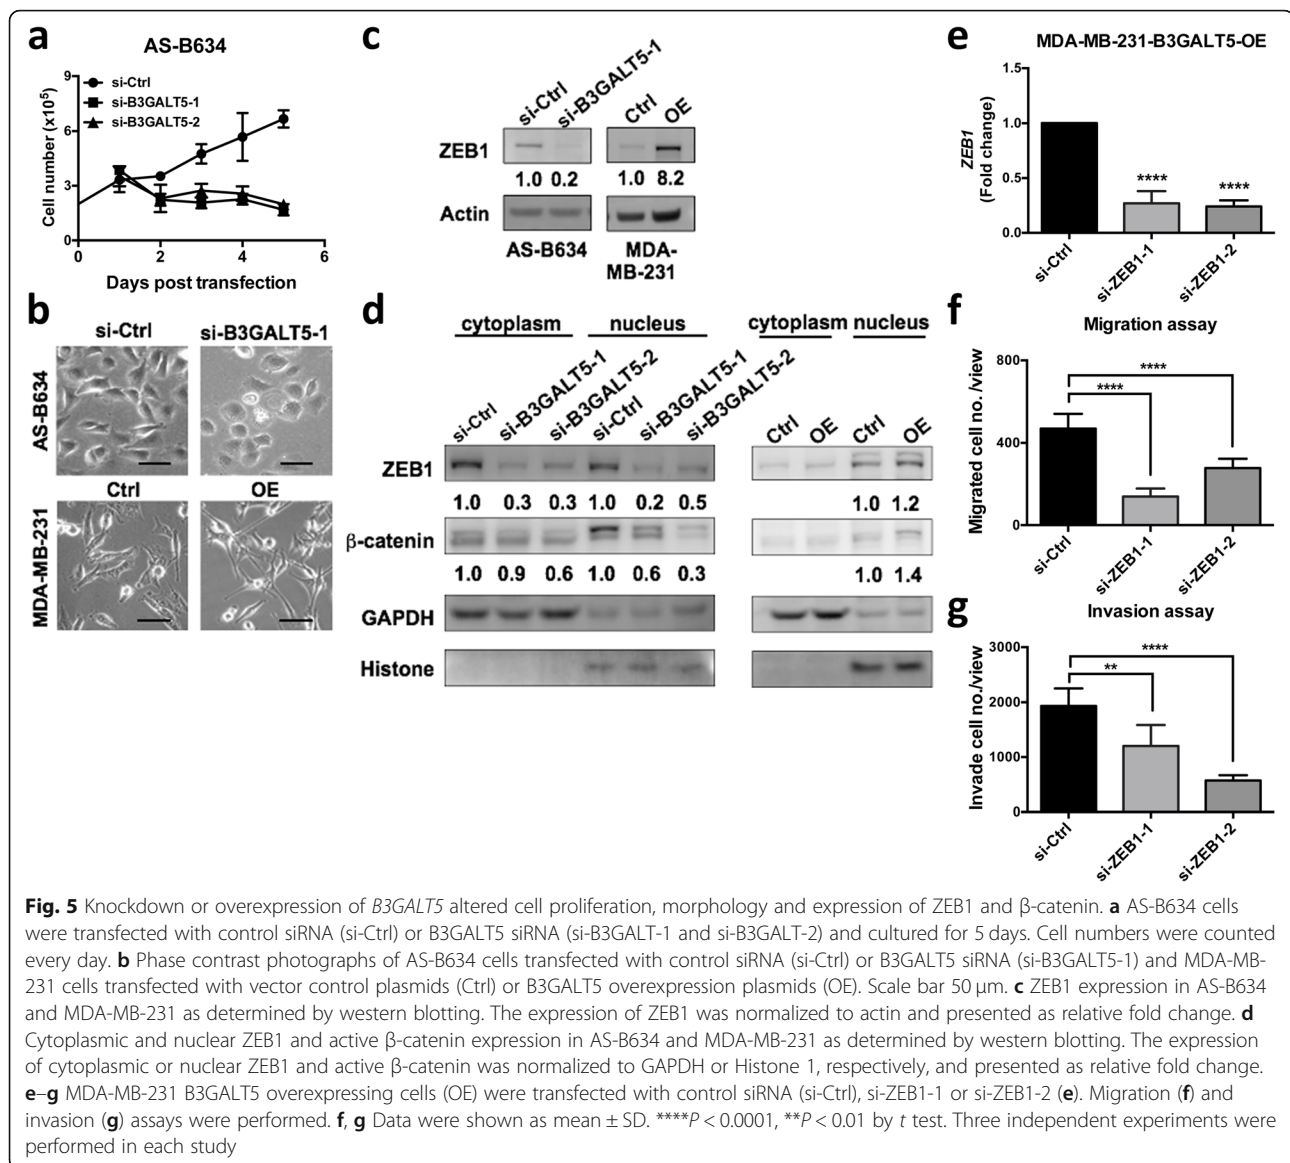 a
AS-B634
si-Ctrl
si-B3GALT5-1
si-B3GALT5-2
Cell number (x10⁵)
9
6
3
0
0 2 4 6
Days post transfection
b
si-Ctrl si-B3GALT5-1
AS-B634
Ctrl OE
MDA-MB-231
c
si-Ctrl si-B3GALT5-1 Ctrl OE
ZEB1
1.0 0.2 1.0 8.2
Actin
AS-B634 MDA-
MB-231
d
cytoplasm nucleus cytoplasm nucleus
si-Ctrl si-B3GALT5-1 si-B3GALT5-2 si-Ctrl si-B3GALT5-1 si-B3GALT5-2 Ctrl OE Ctrl OE
ZEB1
1.0 0.3 0.3 1.0 0.2 0.5 1.0 1.2
β-catenin
1.0 0.9 0.6 1.0 0.6 0.3 1.0 1.4
GAPDH
Histone
e
MDA-MB-231-B3GALT5-OE
ZEB1
(Fold change)
1.5
1.0
0.5
0.0
**** ****
si-Ctrl si-ZEB1-1 si-ZEB1-2
f
Migration assay
Migrated cell no./view
800
400
0
****
****
si-Ctrl si-ZEB1-1 si-ZEB1-2
g
Invasion assay
Invade cell no./view
3000
2000
1000
0
****
**
si-Ctrl si-ZEB1-1 si-ZEB1-2
Fig. 5 Knockdown or overexpression of B3GALT5 altered cell proliferation, morphology and expression of ZEB1 and β-catenin. a AS-B634 cells
were transfected with control siRNA (si-Ctrl) or B3GALT5 siRNA (si-B3GALT-1 and si-B3GALT-2) and cultured for 5 days. Cell numbers were counted
every day. b Phase contrast photographs of AS-B634 cells transfected with control siRNA (si-Ctrl) or B3GALT5 siRNA (si-B3GALT5-1) and MDA-MB-
231 cells transfected with vector control plasmids (Ctrl) or B3GALT5 overexpression plasmids (OE). Scale bar 50 μm. c ZEB1 expression in AS-B634
and MDA-MB-231 as determined by western blotting. The expression of ZEB1 was normalized to actin and presented as relative fold change. d
Cytoplasmic and nuclear ZEB1 and active β-catenin expression in AS-B634 and MDA-MB-231 as determined by western blotting. The expression
of cytoplasmic or nuclear ZEB1 and active β-catenin was normalized to GAPDH or Histone 1, respectively, and presented as relative fold change.
e–g MDA-MB-231 B3GALT5 overexpressing cells (OE) were transfected with control siRNA (si-Ctrl), si-ZEB1-1 or si-ZEB1-2 (e). Migration (f) and
invasion (g) assays were performed. f, g Data were shown as mean ± SD. ****P < 0.0001, **P < 0.01 by t test. Three independent experiments were
performed in each study